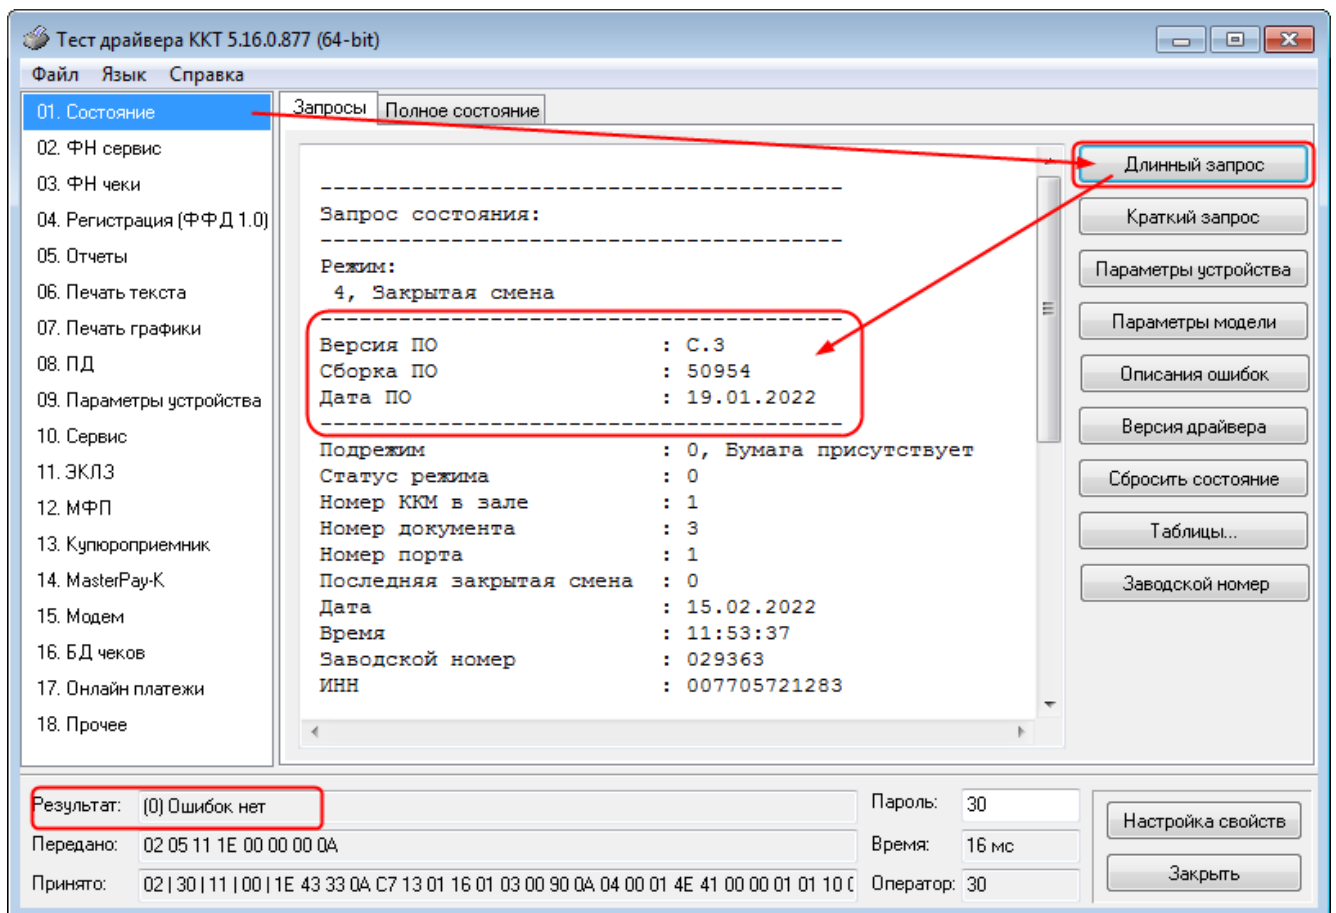 Тест драйвера ККТ 5.16.0.877 (64-bit)
Файл Язык Справка
01. Состояние
02. ФН сервис
03. ФН чеки
04. Регистрация (ФФД 1.0)
05. Отчеты
06. Печать текста
07. Печать графики
08. ПД
09. Параметры устройства
10. Сервис
11. ЭКЛЗ
12. МФП
13. Купюроприемник
14. MasterPay-K
15. Модем
16. БД чеков
17. Онлайн платежи
18. Прочее
Запросы Полное состояние
----------------------------------------
Запрос состояния:
----------------------------------------
Режим:
4, Закрытая смена
----------------------------------------
Версия ПО : C.3
Сборка ПО : 50954
Дата ПО : 19.01.2022
----------------------------------------
Подрежим : 0, Бумага присутствует
Статус режима : 0
Номер ККМ в зале : 1
Номер документа : 3
Номер порта : 1
Последняя закрытая смена : 0
Дата : 15.02.2022
Время : 11:53:37
Заводской номер : 029363
ИНН : 007705721283
Длинный запрос
Краткий запрос
Параметры устройства
Параметры модели
Описания ошибок
Версия драйвера
Сбросить состояние
Таблицы...
Заводской номер
Результат: (0) Ошибок нет
Передано: 02 05 11 1E 00 00 00 0A
Принято: 02 | 30 | 11 | 00 | 1E 43 33 0A C7 13 01 16 01 03 00 90 0A 04 00 01 4E 41 00 00 01 01 10
Пароль: 30
Время: 16 мс
Оператор: 30
Настройка свойств
Закрыть